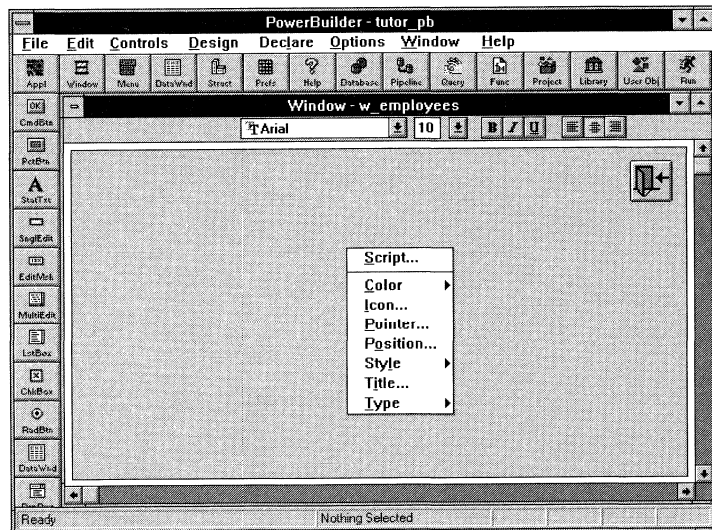 PowerBuilder - tutor_pb
File Edit Controls Design Declare Options Window Help
Appl Window Menu DataWnd Struct Prefs Help Database Pipeline Query Func Project Library User Obj Run
Window - w_employees
Arial 10 B I U
OK
CmdBtn
PctBtn
A
StatTxt
SnglEdit
EditMsk
MultiEdit
LstBox
ChkBox
RadBtn
DataWnd
Script...
Color
Icon...
Pointer...
Position...
Style
Title...
Type
Ready Nothing Selected